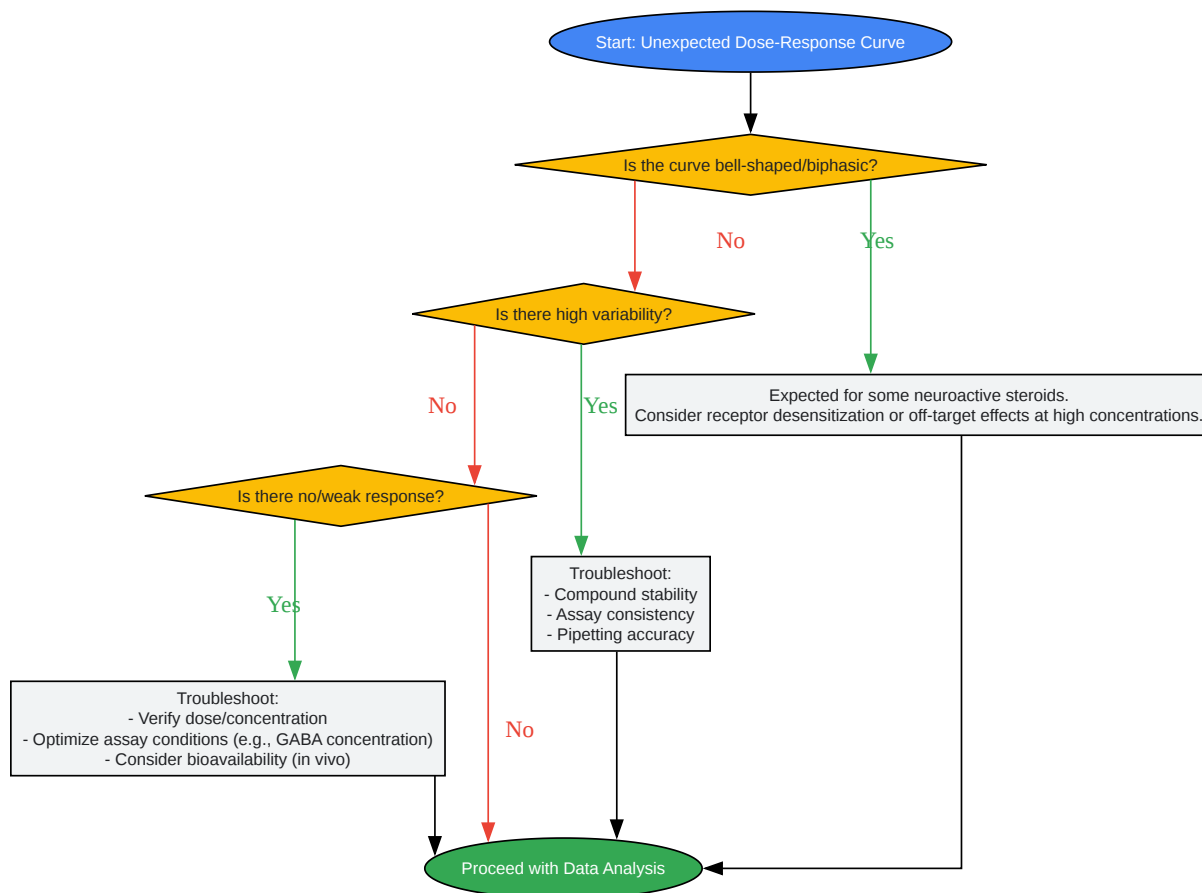 Start: Unexpected Dose-Response Curve
Is the curve bell-shaped/biphasic?
No
Yes
Is there high variability?
No
Yes
Expected for some neuroactive steroids.
Consider receptor desensitization or off-target effects at high concentrations.
Is there no/weak response?
Yes
No
Troubleshoot:
- Compound stability
- Assay consistency
- Pipetting accuracy
Troubleshoot:
- Verify dose/concentration
- Optimize assay conditions (e.g., GABA concentration)
- Consider bioavailability (in vivo)
Proceed with Data Analysis